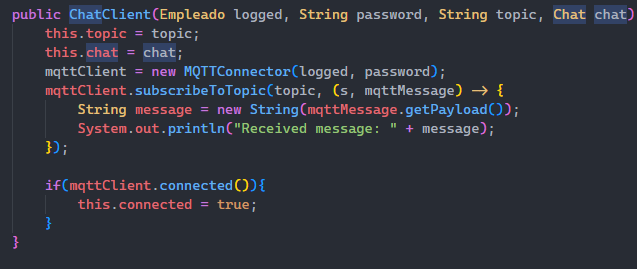 public ChatClient(Empleado logged, String password, String topic, Chat chat)
this.topic = topic;
this.chat = chat;
mqttClient = new MQTTConnector(logged, password);
mqttClient.subscribeToTopic(topic, (s, mqttMessage) -> {
String message = new String(mqttMessage.getPayload());
System.out.println("Received message: " + message);
});
if(mqttClient.connected()){
this.connected = true;
}
}